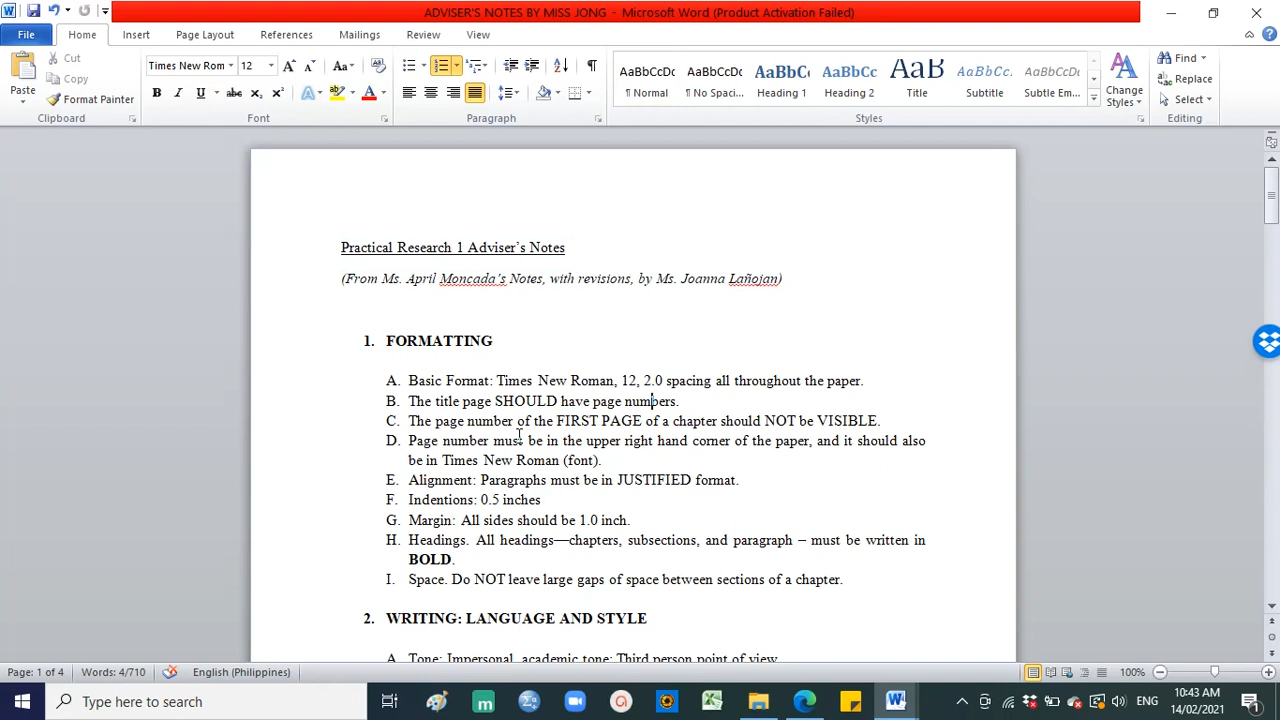 ADVISER'S NOTES BY MISS JONG - Microsoft Word (Product Activation Failed)
File Home Insert Page Layout References Mailings Review View
Paste
Cut
Copy
Format Painter
Clipboard
Times New Rom 12
Font
Paragraph
AaBbCcDc AaBbCcDc AaBbC AaBbCc AaB AaBbCcL AaBbCcDc
¶ Normal ¶ No Spaci... Heading 1 Heading 2 Title Subtitle Subtle Em...
Styles
Change Styles
Find
Replace
Select
Editing
Practical Research 1 Adviser's Notes
(From Ms. April Moncada's Notes, with revisions, by Ms. Joanna Lañojan)
1. FORMATTING
A. Basic Format: Times New Roman, 12, 2.0 spacing all throughout the paper.
B. The title page SHOULD have page numbers.
C. The page number of the FIRST PAGE of a chapter should NOT be VISIBLE.
D. Page number must be in the upper right hand corner of the paper, and it should also
be in Times New Roman (font).
E. Alignment: Paragraphs must be in JUSTIFIED format.
F. Indentions: 0.5 inches
G. Margin: All sides should be 1.0 inch.
H. Headings. All headings—chapters, subsections, and paragraph – must be written in
BOLD.
I. Space. Do NOT leave large gaps of space between sections of a chapter.
2. WRITING: LANGUAGE AND STYLE
A. Tone: Impersonal, academic tone; Third person point of view
Page: 1 of 4 Words: 4/710 English (Philippines) 100%
Type here to search
ENG
10:43 AM
14/02/2021